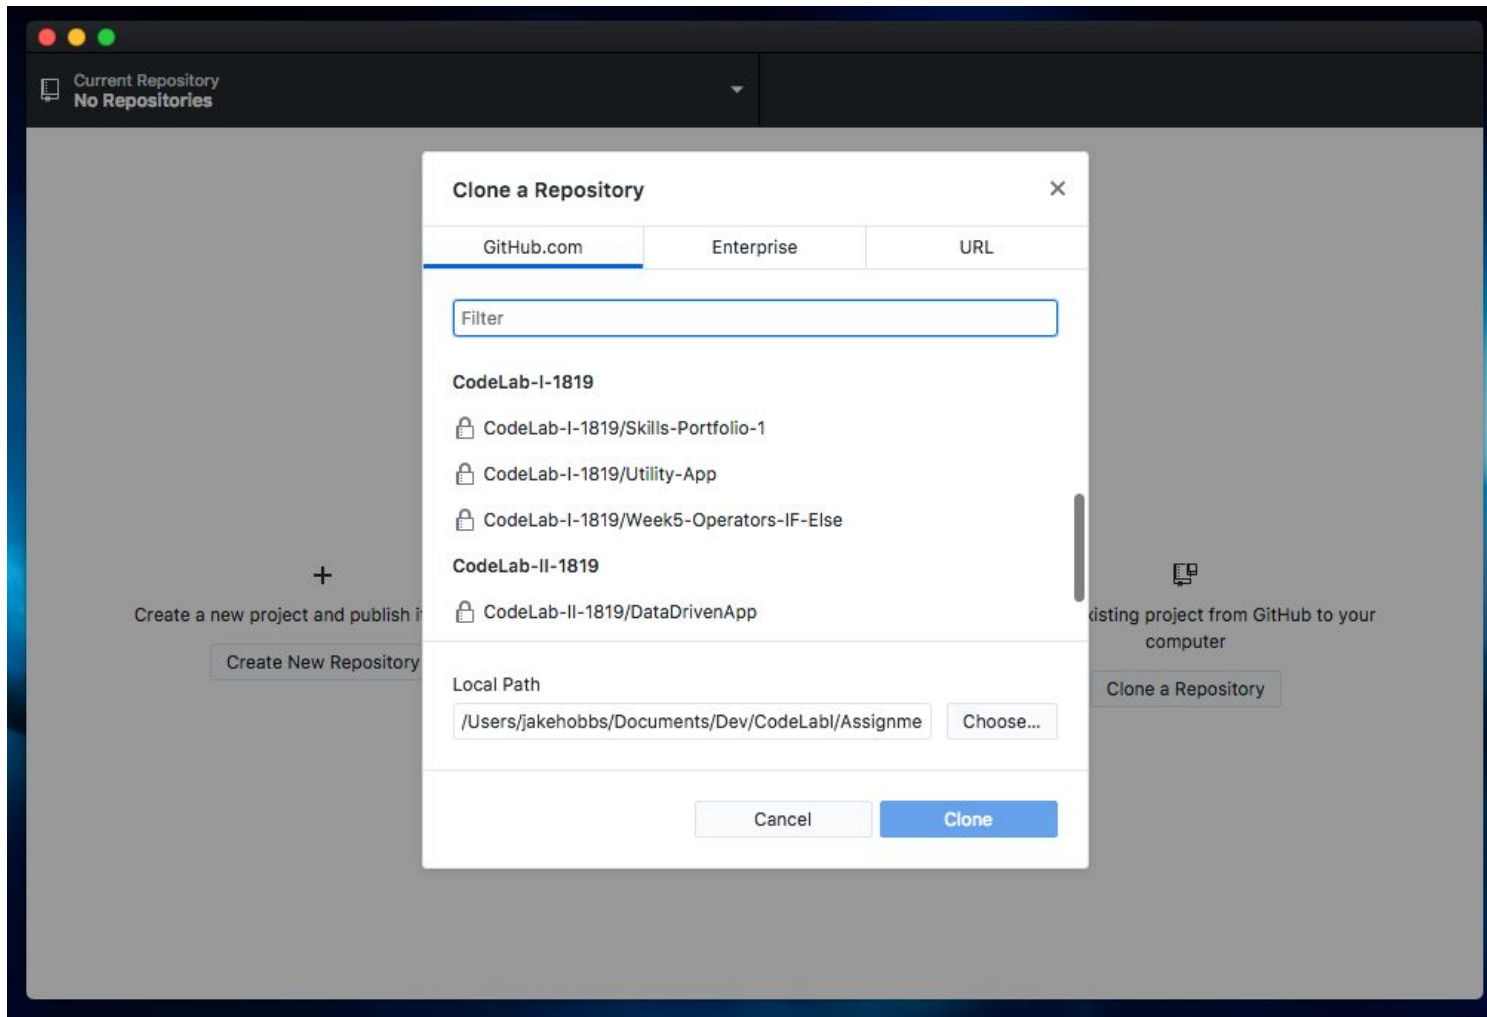 Current Repository
No Repositories
Clone a Repository
GitHub.com Enterprise URL
Filter
CodeLab-I-1819
CodeLab-I-1819/Skills-Portfolio-1
CodeLab-I-1819/Utility-App
CodeLab-I-1819/Week5-Operators-IF-Else
CodeLab-II-1819
CodeLab-II-1819/DataDrivenApp
Local Path
/Users/jakehobbs/Documents/Dev/CodeLabI/Assignme
Choose...
Cancel Clone
Create a new project and publish i
Create New Repository
xisting project from GitHub to your
computer
Clone a Repository